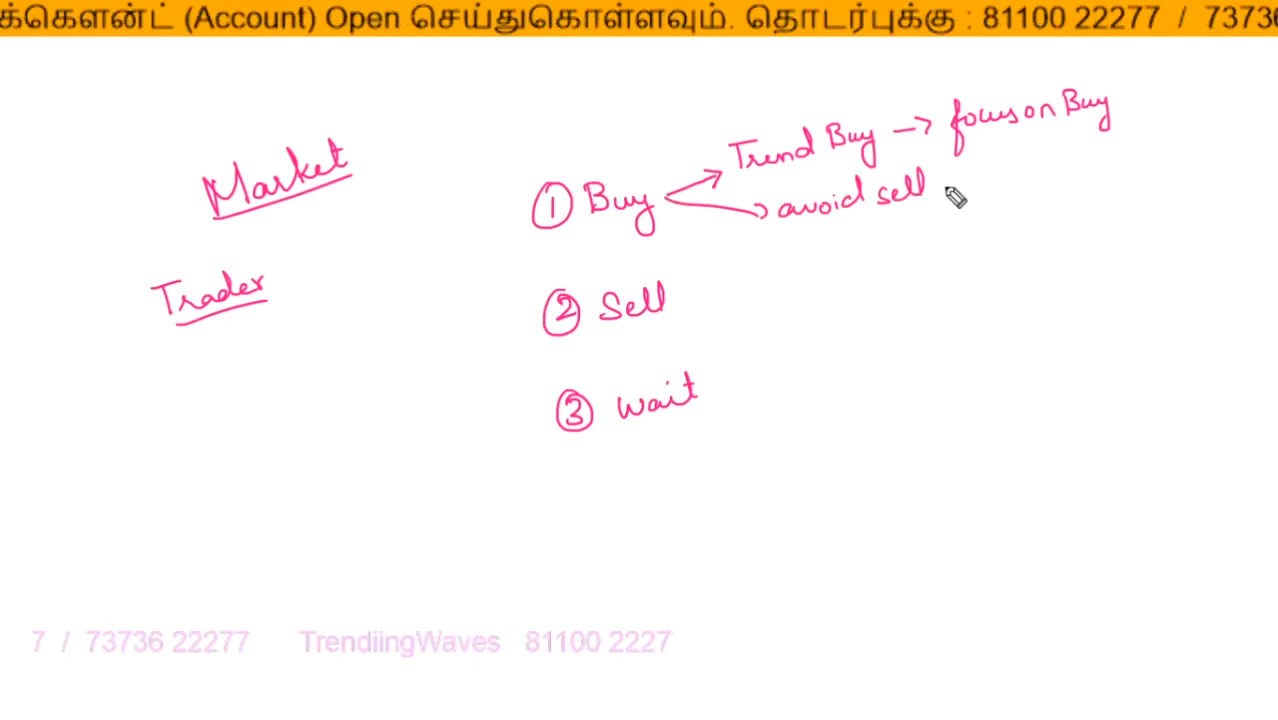 க்கௌன்ட் (Account) Open செய்துகொள்ளவும். தொடர்புக்கு : 81100 22277 / 7373
Market
Trader
① Buy
Trend Buy → focus on Buy
avoid sell
② Sell
③ wait
7 / 73736 22277 TrendiingWaves 81100 2227